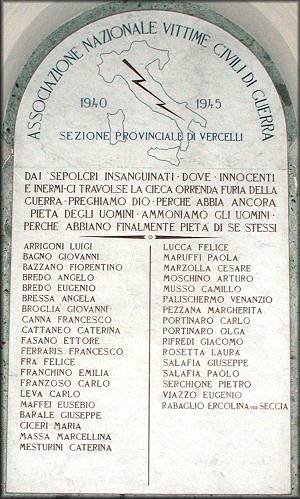 ASSOCIAZIONE NAZIONALE VITTIME CIVILI DI GUERRA
1940 1945
SEZIONE PROVINCIALE DI VERCELLI
DAI SEPOLCRI INSANGUINATI · DOVE · INNOCENTI
E INERMI · CI TRAVOLSE LA CIECA ORRENDA FURIA DELLA
GUERRA · PREGHIAMO DIO · PERCHE ABBIA ANCORA
PIETA DEGLI UOMINI · AMMONIAMO GLI UOMINI ·
PERCHE ABBIANO FINALMENTE PIETA DI SE STESSI
ARRIGONI LUIGI
BAGNO GIOVANNI
BAZZANO FIORENTINO
BREDO ANGELO
BREDO EUGENIO
BRESSA ANGELA
BROGLIA GIOVANNI
CANNA FRANCESCO
CATTANEO CATERINA
FASANO ETTORE
FERRARIS FRANCESCO
FRA FELICE
FRANCHINO EMILIA
FRANZOSO CARLO
LEVA CARLO
MAFFEI EUSEBIO
BARALE GIUSEPPE
CICERI MARIA
MASSA MARCELLINA
MESTURINI CATERINA
LUCCA FELICE
MARUFFI PAOLA
MARZOLLA CESARE
MOSCHINO ARTURO
MUSSO CAMILLO
PALISCHERMO VENANZIO
PEZZANA MARGHERITA
PORTINARO CARLO
PORTINARO OLGA
RIFREDI GIACOMO
ROSETTA LAURA
SALAFIA GIUSEPPE
SALAFIA PAOLO
SERCHIONE PIETRO
VIAZZO EUGENIO
RABAGLIO ERCOLINA VED SECCIA